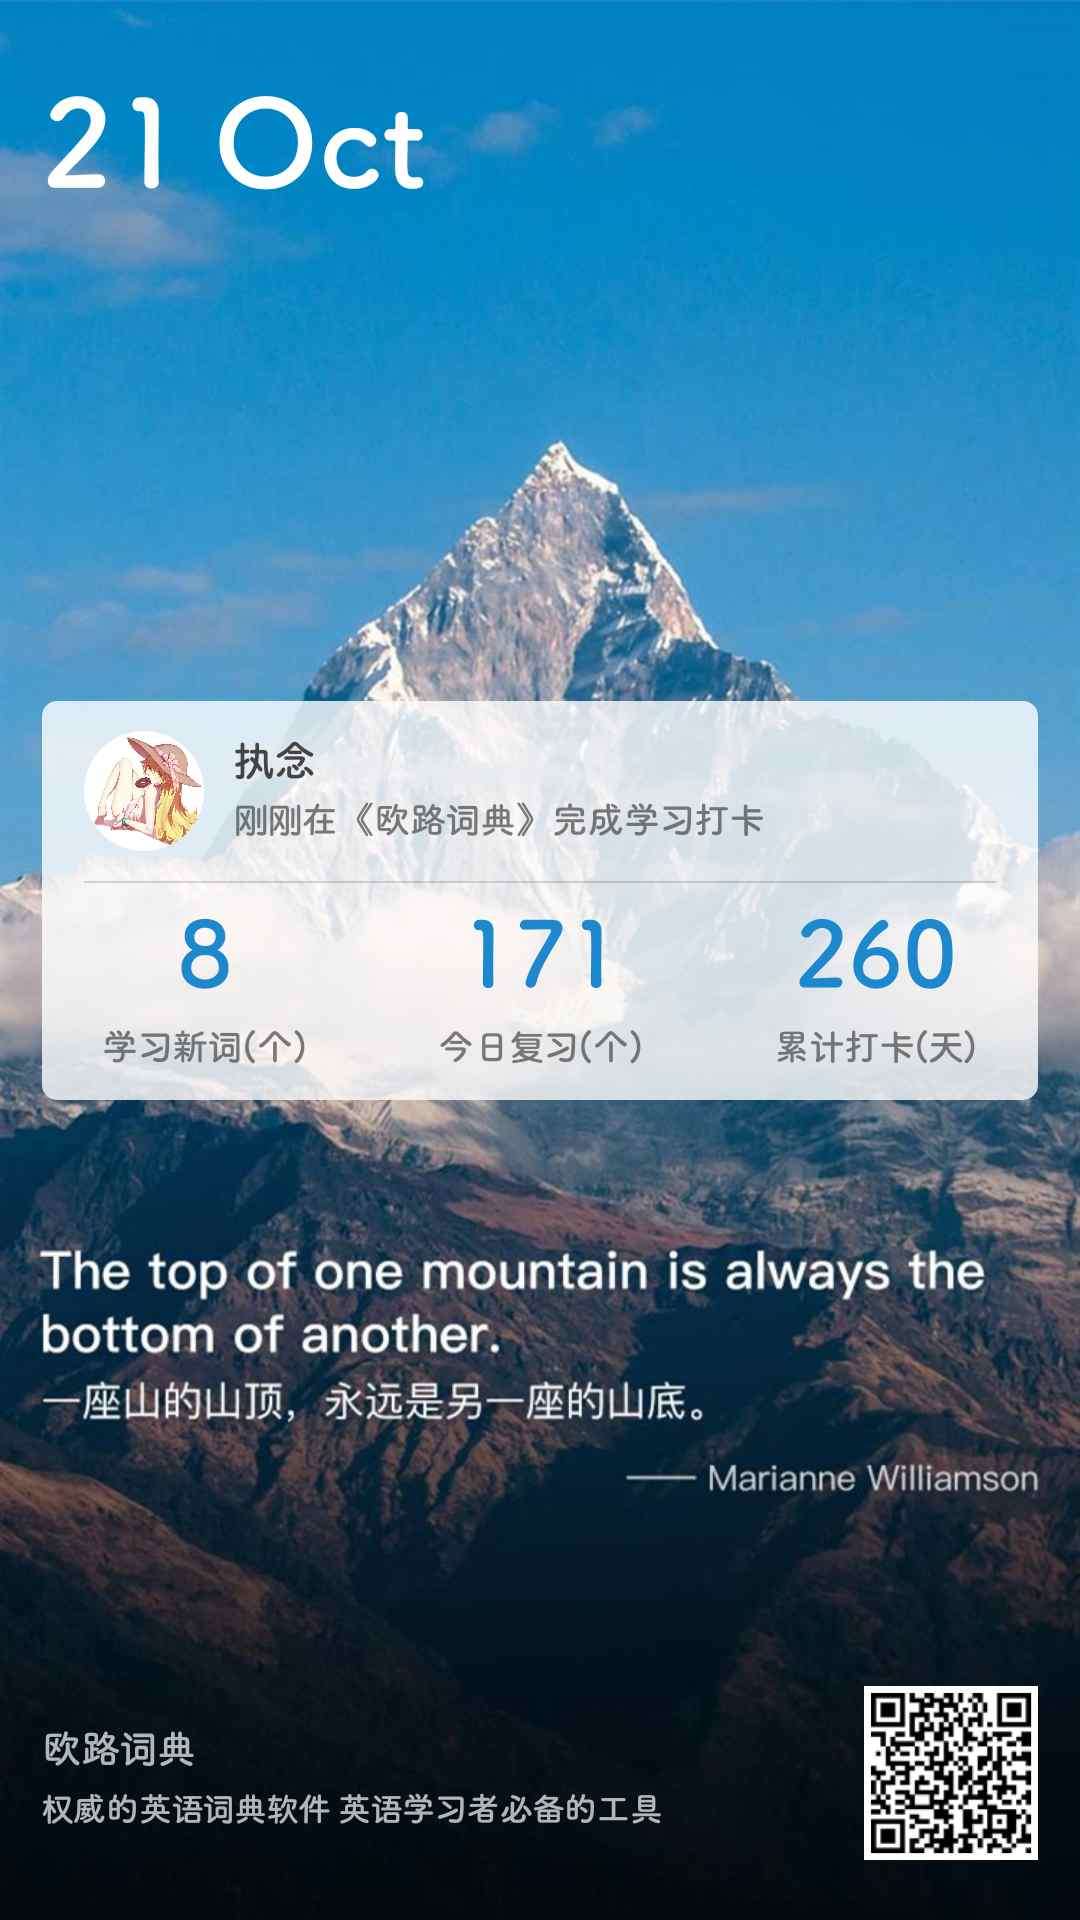 21 Oct
执念
刚刚在《欧路词典》完成学习打卡
8 171 260
学习新词(个) 今日复习(个) 累计打卡(天)
The top of one mountain is always the
bottom of another.
一座山的山顶，永远是另一座的山底。
—— Marianne Williamson
欧路词典
权威的英语词典软件 英语学习者必备的工具